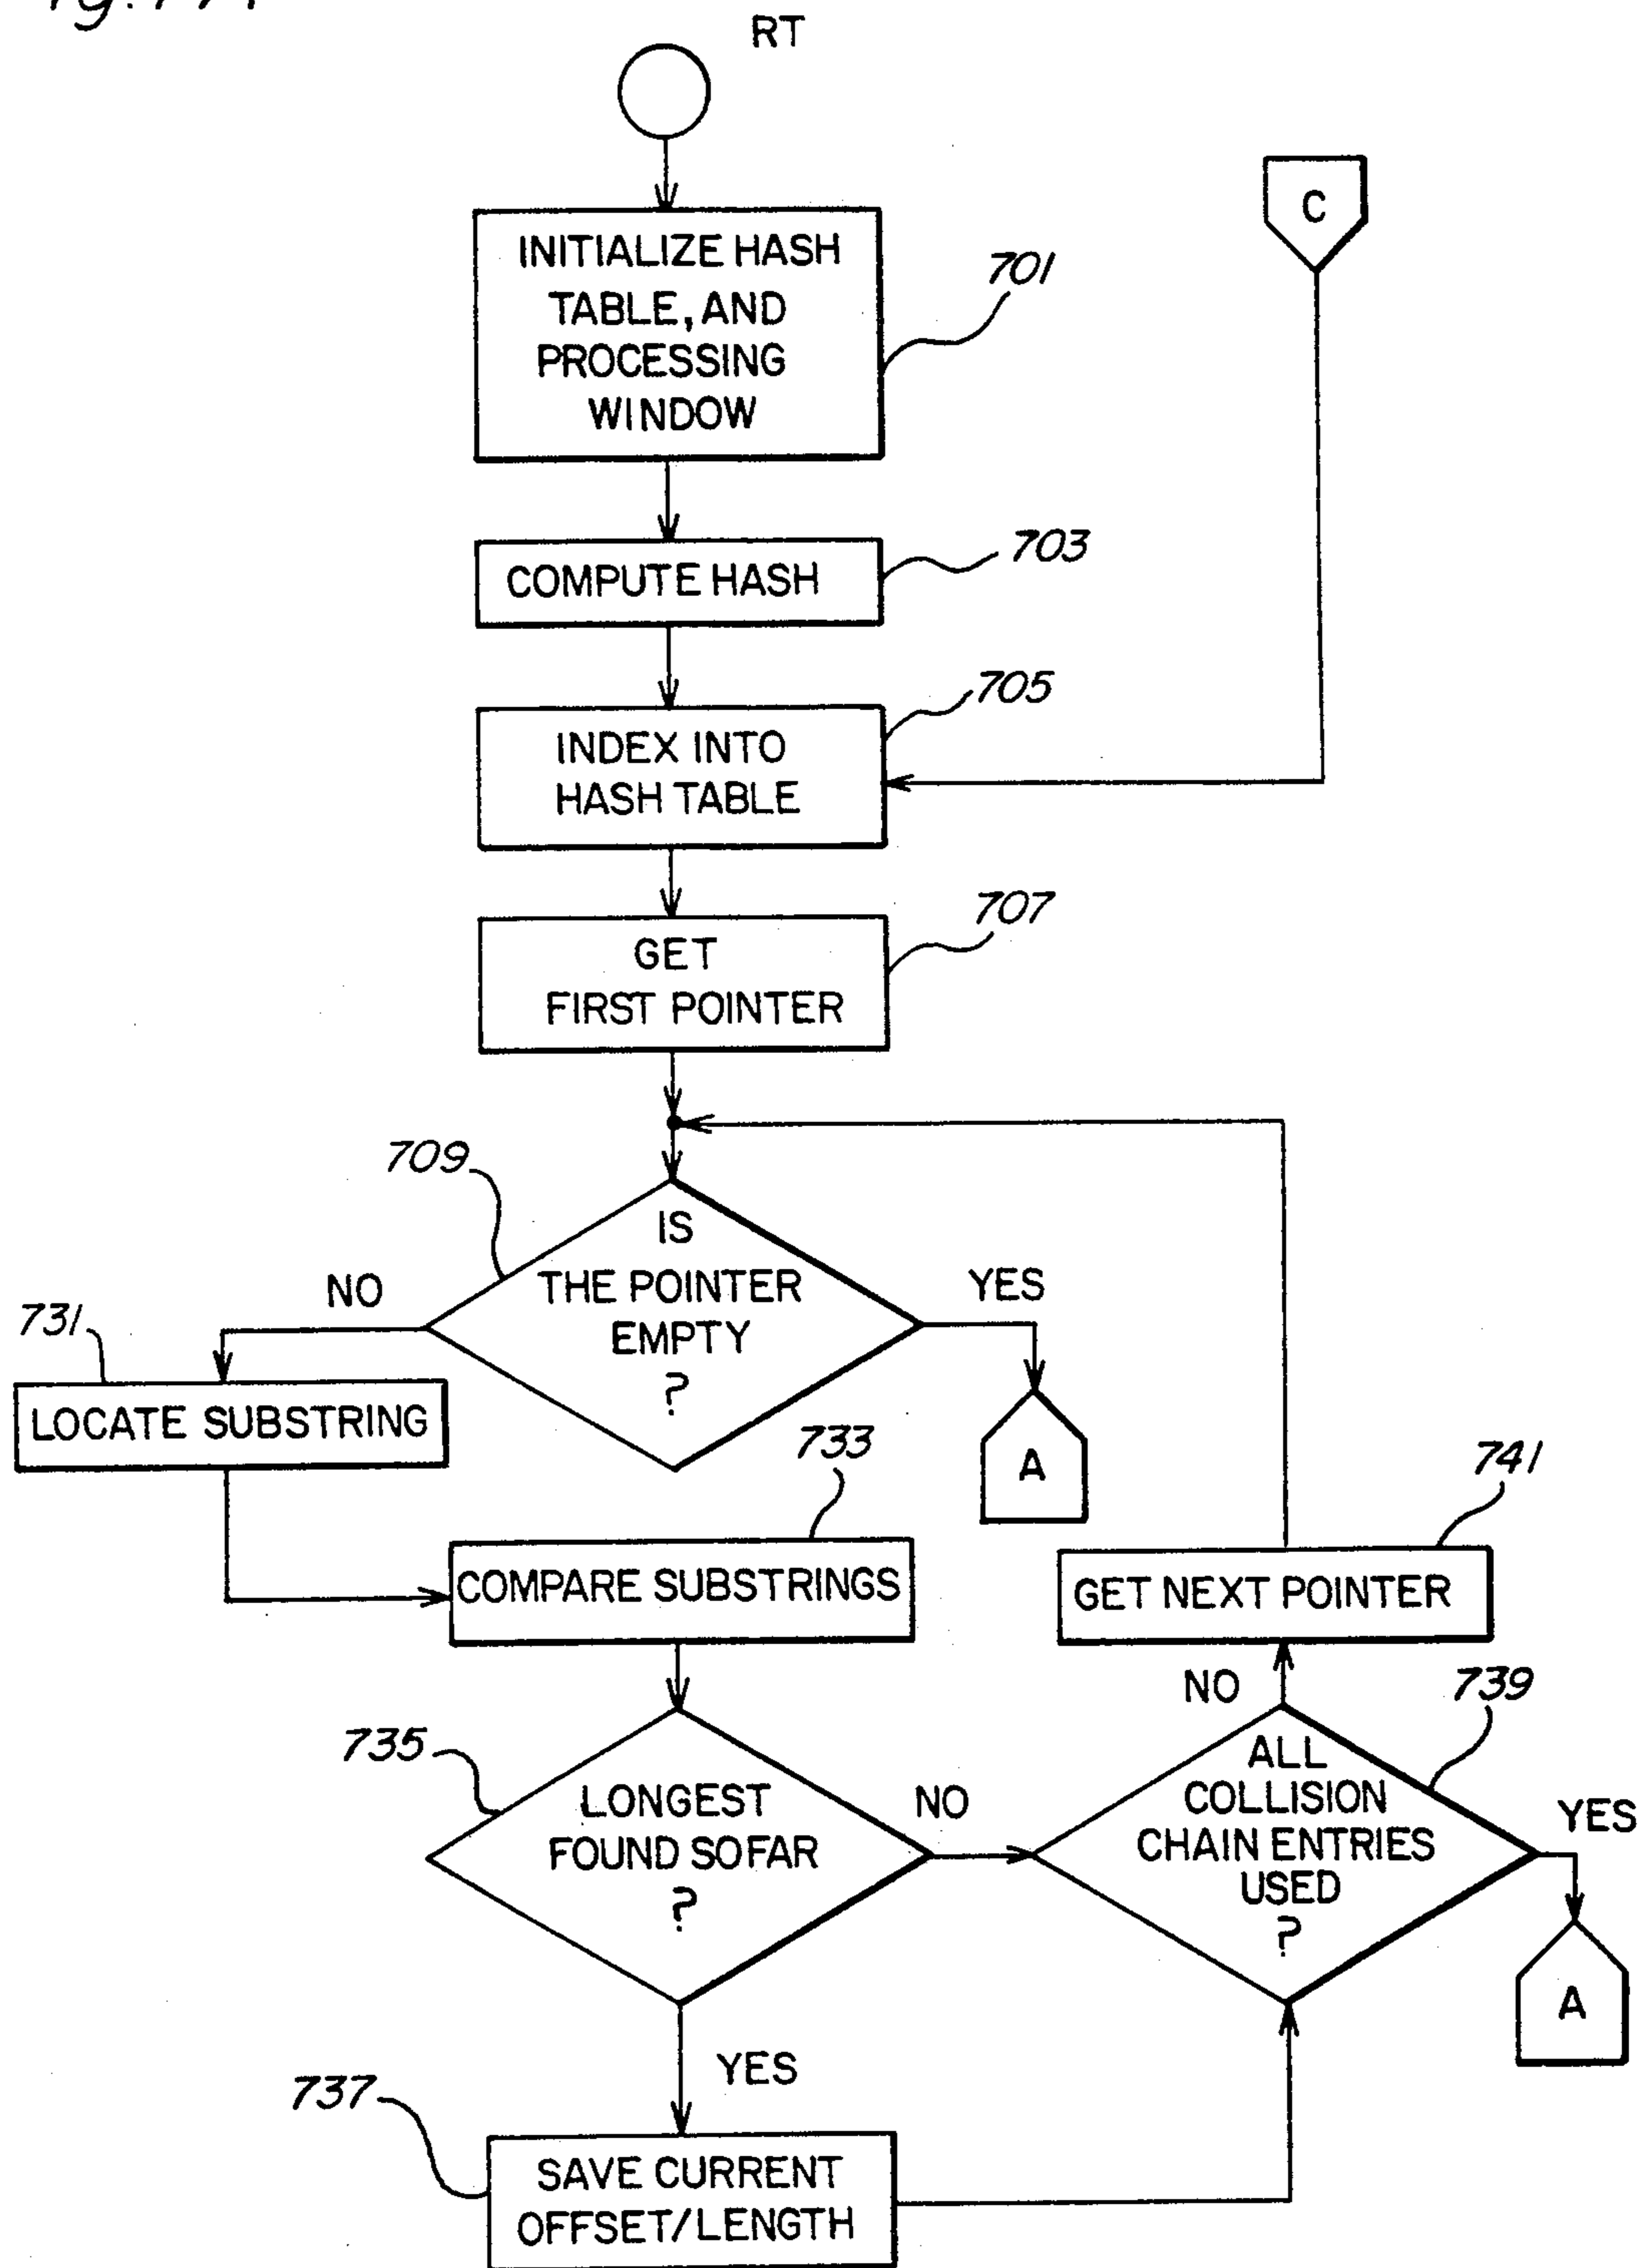 RT
C
INITIALIZE HASH
TABLE, AND
PROCESSING
WINDOW
701
COMPUTE HASH
703
705
INDEX INTO
HASH TABLE
707
GET
FIRST POINTER
709
IS
THE POINTER
EMPTY
?
NO
YES
731
LOCATE SUBSTRING
A
733
COMPARE SUBSTRINGS
741
GET NEXT POINTER
NO
739
735
LONGEST
FOUND SO FAR
?
NO
ALL
COLLISION
CHAIN ENTRIES
USED
?
YES
A
YES
737
SAVE CURRENT
OFFSET/LENGTH